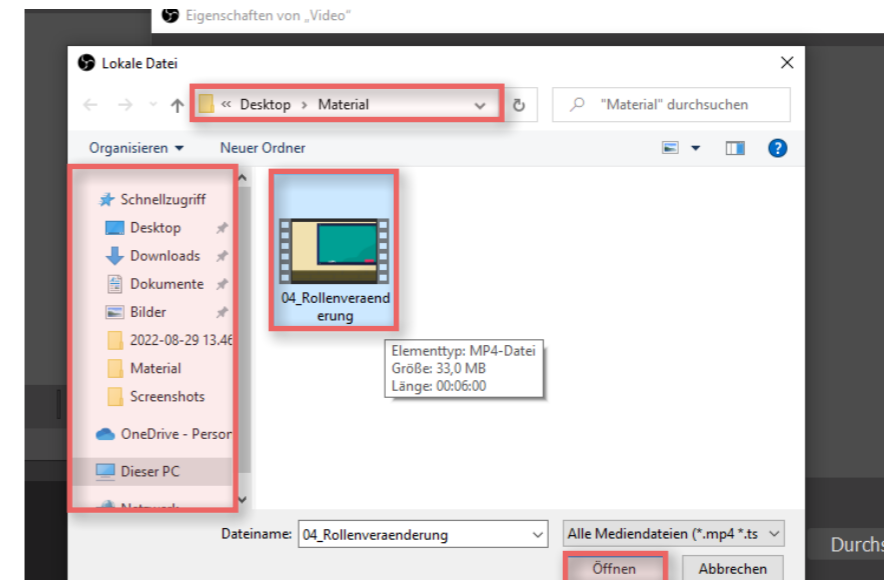 Eigenschaften von „Video“
Lokale Datei
« Desktop › Material
"Material" durchsuchen
Organisieren
Neuer Ordner
Schnellzugriff
Desktop
Downloads
Dokumente
Bilder
2022-08-29 13.46
Material
Screenshots
OneDrive - Person
Dieser PC
Netzwerk
04_Rollenveraend
erung
Elementtyp: MP4-Datei
Größe: 33,0 MB
Länge: 00:06:00
Dateiname: 04_Rollenveraenderung
Alle Mediendateien (*.mp4 *.ts
Durchs
Öffnen
Abbrechen